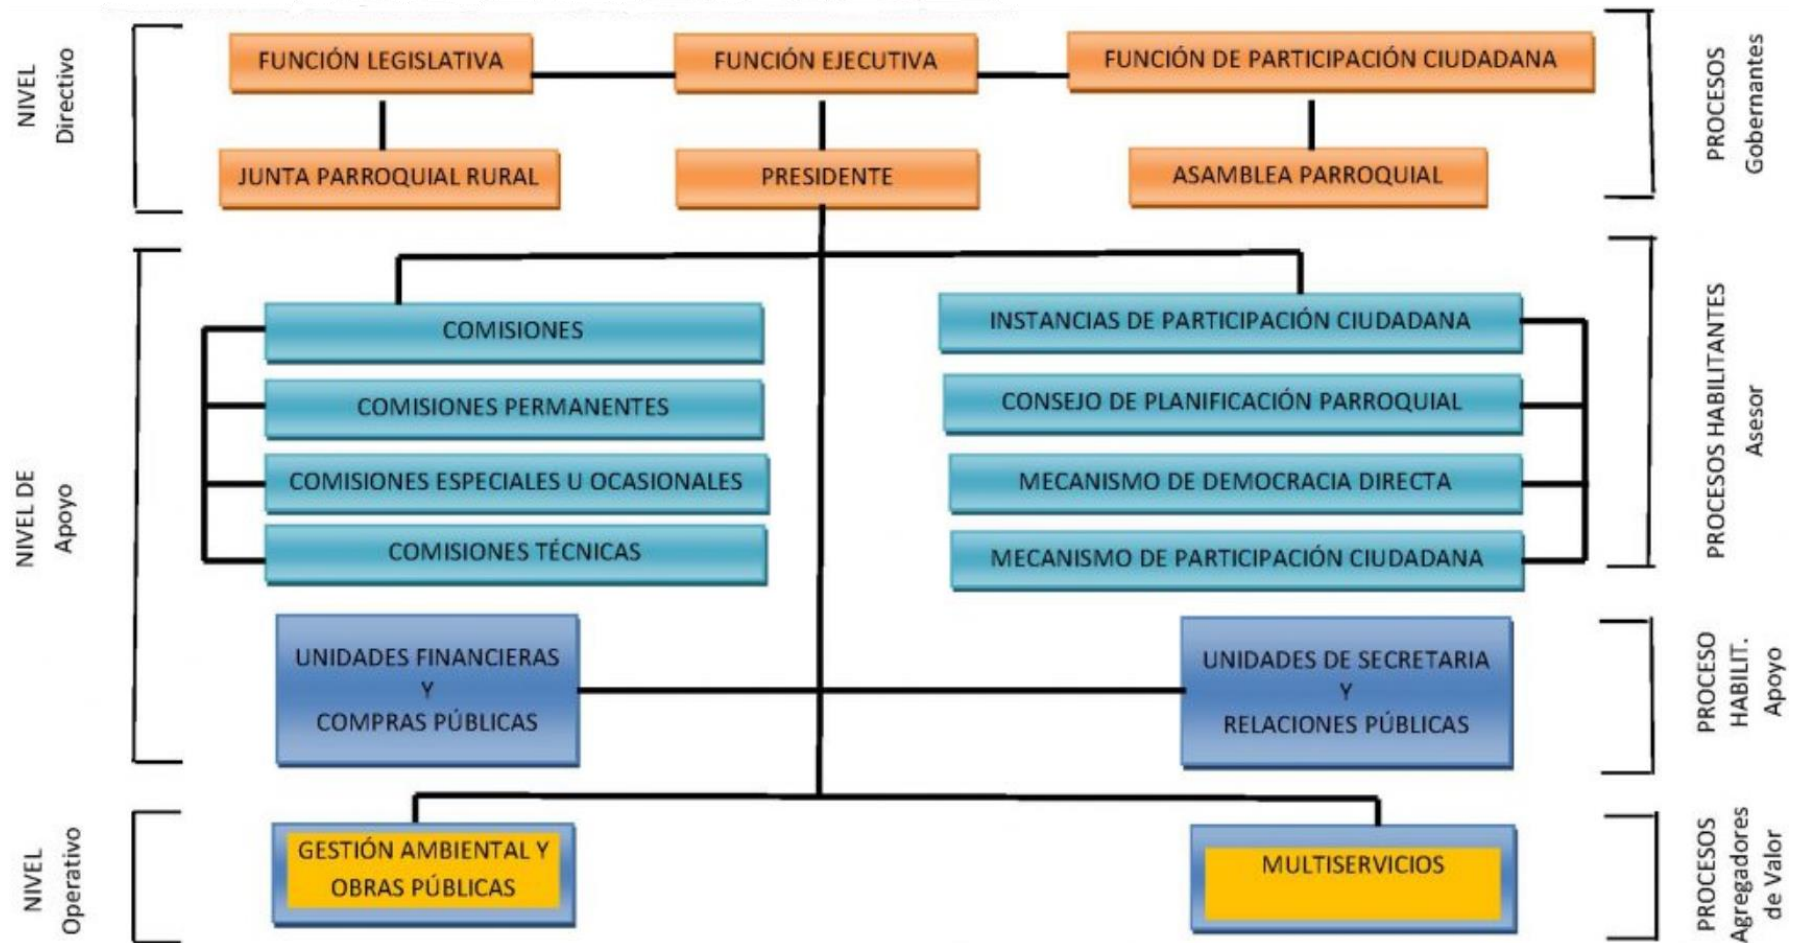 NIVEL
Directivo
FUNCIÓN LEGISLATIVA
FUNCIÓN EJECUTIVA
FUNCIÓN DE PARTICIPACIÓN CIUDADANA
JUNTA PARROQUIAL RURAL
PRESIDENTE
ASAMBLEA PARROQUIAL
PROCESOS
Gobernantes
NIVEL DE
Apoyo
COMISIONES
COMISIONES PERMANENTES
COMISIONES ESPECIALES U OCASIONALES
COMISIONES TÉCNICAS
INSTANCIAS DE PARTICIPACIÓN CIUDADANA
CONSEJO DE PLANIFICACIÓN PARROQUIAL
MECANISMO DE DEMOCRACIA DIRECTA
MECANISMO DE PARTICIPACIÓN CIUDADANA
PROCESOS HABILITANTES
Asesor
UNIDADES FINANCIERAS
Y
COMPRAS PÚBLICAS
UNIDADES DE SECRETARIA
Y
RELACIONES PÚBLICAS
PROCESO
HABILIT.
Apoyo
NIVEL
Operativo
GESTIÓN AMBIENTAL Y
OBRAS PÚBLICAS
MULTISERVICIOS
PROCESOS
Agregadores
de Valor